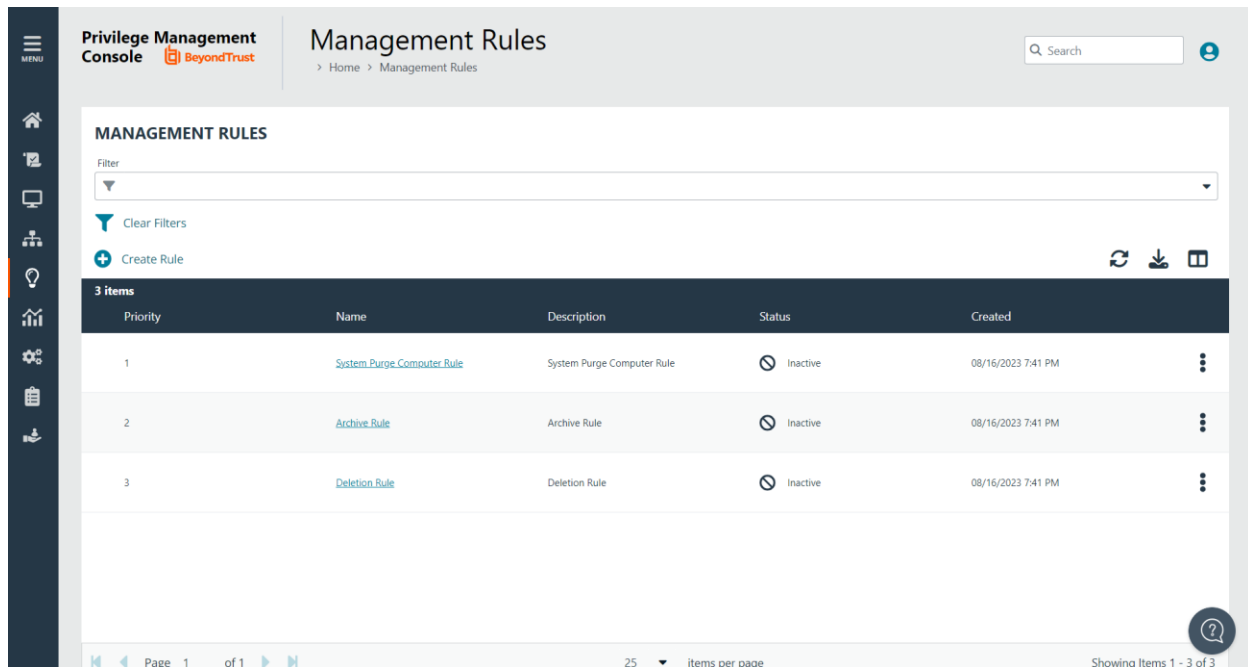 MENU
Privilege Management
Console BeyondTrust
Management Rules
> Home > Management Rules
Search
MANAGEMENT RULES
Filter
Clear Filters
Create Rule
3 items
Priority Name Description Status Created
1 System Purge Computer Rule System Purge Computer Rule Inactive 08/16/2023 7:41 PM
2 Archive Rule Archive Rule Inactive 08/16/2023 7:41 PM
3 Deletion Rule Deletion Rule Inactive 08/16/2023 7:41 PM
Page 1 of 1 25 items per page Showing Items 1 - 3 of 3